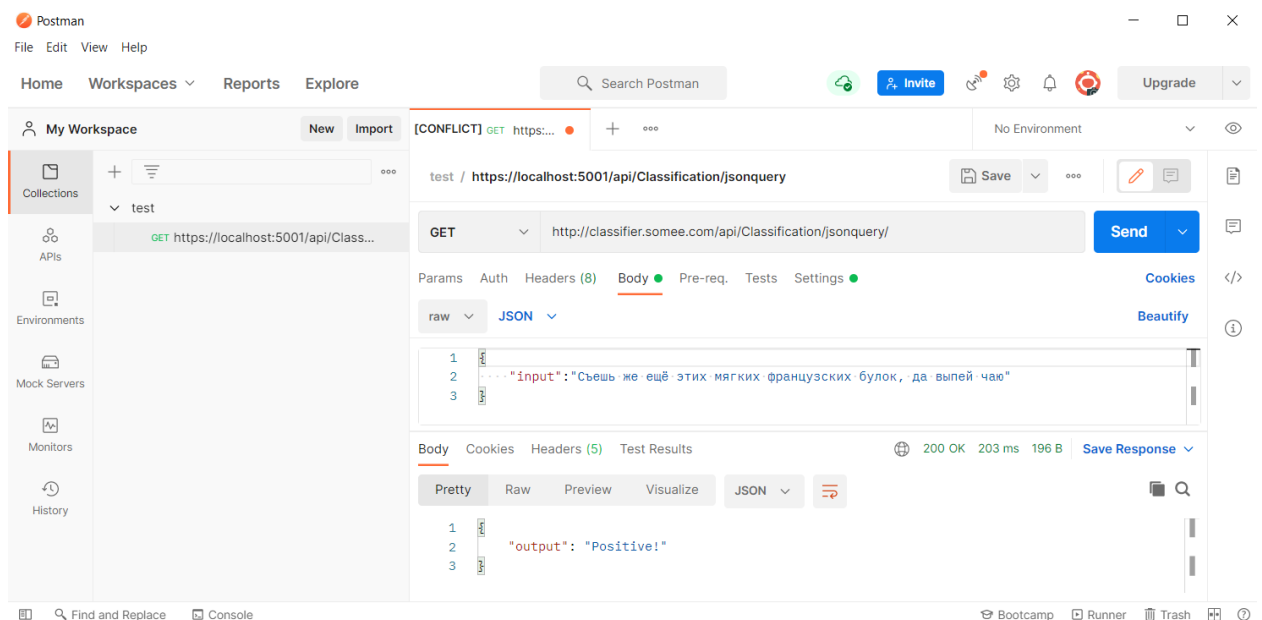 Postman
File Edit View Help
Home Workspaces Reports Explore Search Postman Invite Upgrade
My Workspace New Import [CONFLICT] GET https:... No Environment
Collections
APIs
Environments
Mock Servers
Monitors
History
test
GET https://localhost:5001/api/Class...
test / https://localhost:5001/api/Classification/jsonquery Save
GET http://classifier.somee.com/api/Classification/jsonquery/ Send
Params Auth Headers (8) Body Pre-req. Tests Settings Cookies
raw JSON Beautify
1 {
2 "input":"Съешь же ещё этих мягких французских булок, да выпей чаю"
3 }
Body Cookies Headers (5) Test Results 200 OK 203 ms 196 B Save Response
Pretty Raw Preview Visualize JSON
1 {
2 "output": "Positive!"
3 }
Find and Replace Console Bootcamp Runner Trash